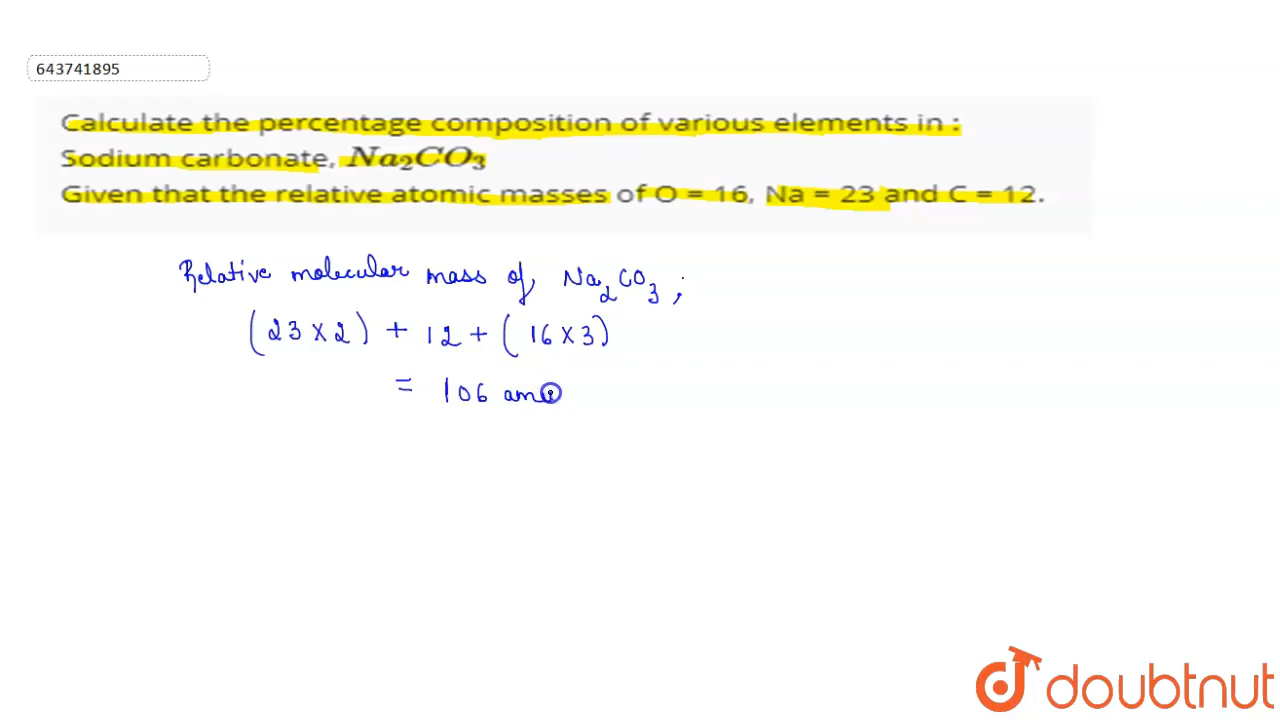 643741895
Calculate the percentage composition of various elements in :
Sodium carbonate, Na₂CO₃
Given that the relative atomic masses of O = 16, Na = 23 and C = 12.
Relative molecular mass of Na₂CO₃,
(23 × 2) + 12 + (16 × 3)
= 106 am
doubtnut